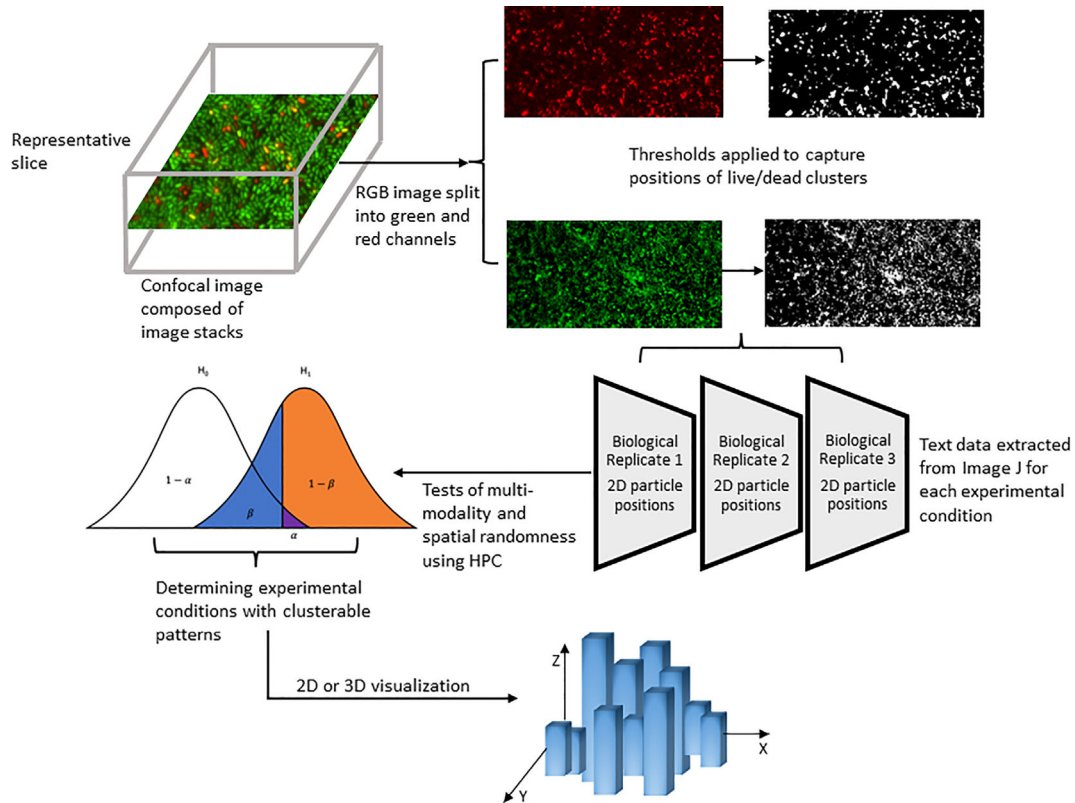 Representative
slice
RGB image split
into green and
red channels
Confocal image
composed of
image stacks
Thresholds applied to capture
positions of live/dead clusters
H₀
H₁
1 − α
β
1 − β
α
Biological
Replicate 1
2D particle
positions
Biological
Replicate 2
2D particle
positions
Biological
Replicate 3
2D particle
positions
Text data extracted
from Image J for
each experimental
condition
Tests of multi-
modality and
spatial randomness
using HPC
Determining experimental
conditions with clusterable
patterns
2D or 3D visualization
Z
X
Y